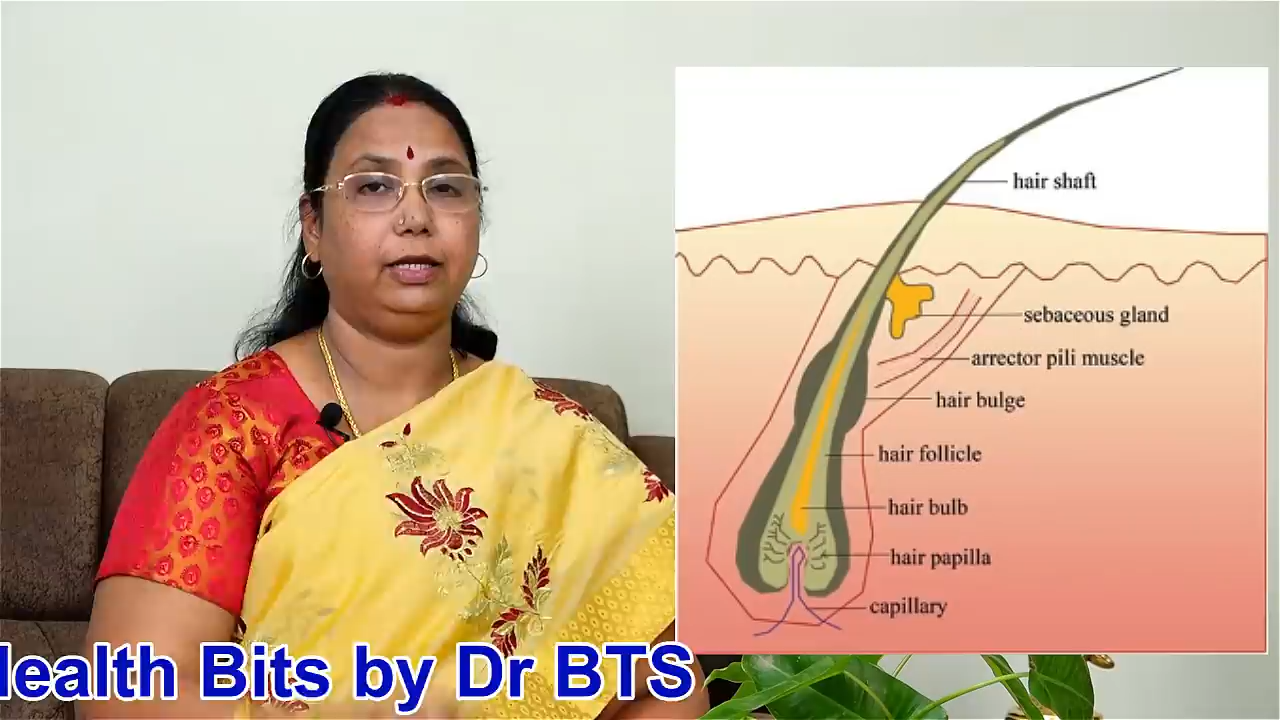 hair shaft
sebaceous gland
arrector pili muscle
hair bulge
hair follicle
hair bulb
hair papilla
capillary
Health Bits by Dr BTS